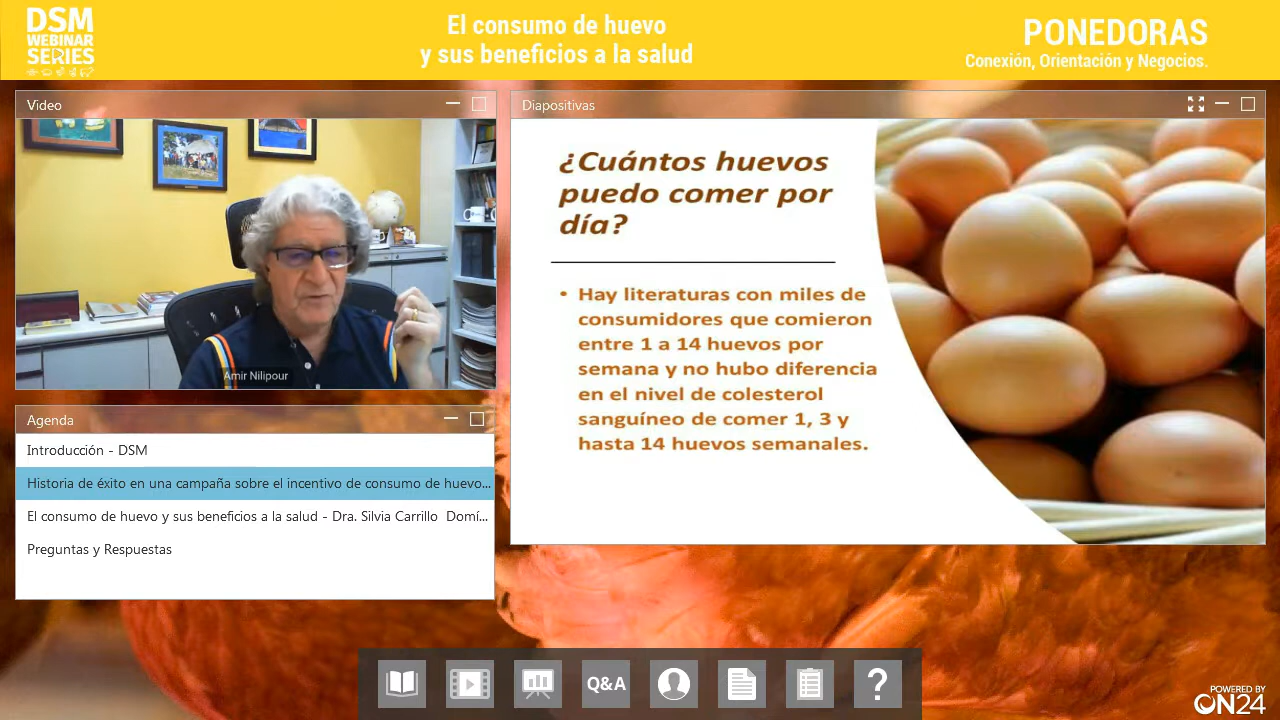 DSM
WEBINAR
SERIES
El consumo de huevo
y sus beneficios a la salud
PONEDORAS
Conexión, Orientación y Negocios.
Video
Amir Nilipour
Agenda
Introducción - DSM
Historia de éxito en una campaña sobre el incentivo de consumo de huevo...
El consumo de huevo y sus beneficios a la salud - Dra. Silvia Carrillo Domí...
Preguntas y Respuestas
Diapositivas
¿Cuántos huevos
puedo comer por
día?
• Hay literaturas con miles de
consumidores que comieron
entre 1 a 14 huevos por
semana y no hubo diferencia
en el nivel de colesterol
sanguíneo de comer 1, 3 y
hasta 14 huevos semanales.
Q&A
?
POWERED BY
ON24